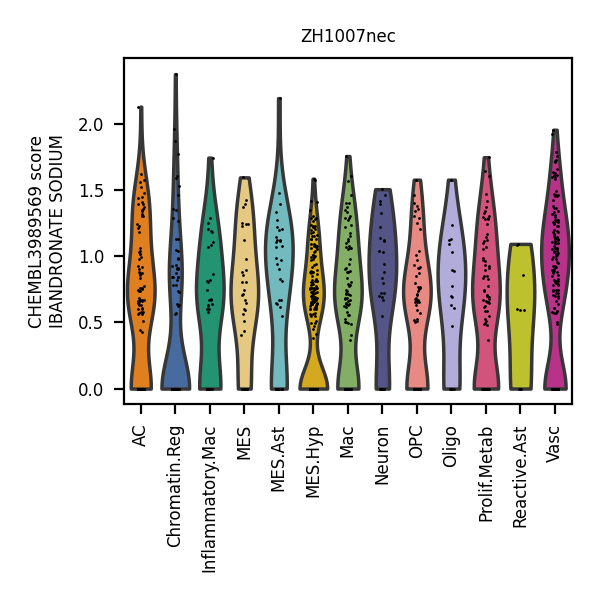 ZH1007nec
CHEMBL3989569 score
IBANDRONATE SODIUM
2.0
1.5
1.0
0.5
0.0
AC
Chromatin.Reg
Inflammatory.Mac
MES
MES.Ast
MES.Hyp
Mac
Neuron
OPC
Oligo
Prolif.Metab
Reactive.Ast
Vasc